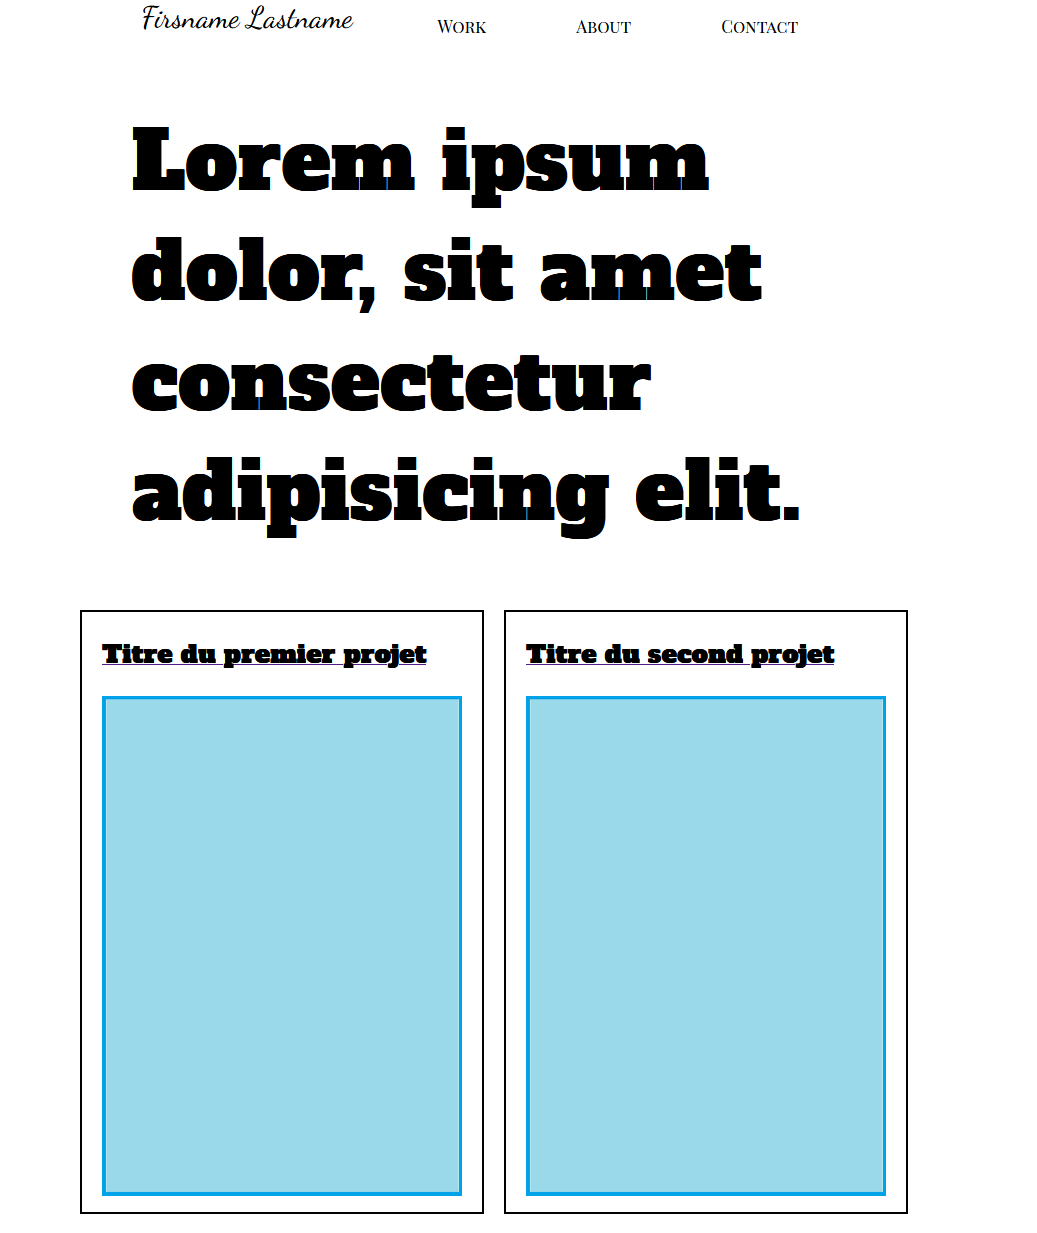 Firsname Lastname Work About Contact
Lorem ipsum
dolor, sit amet
consectetur
adipisicing elit.
Titre du premier projet
Titre du second projet